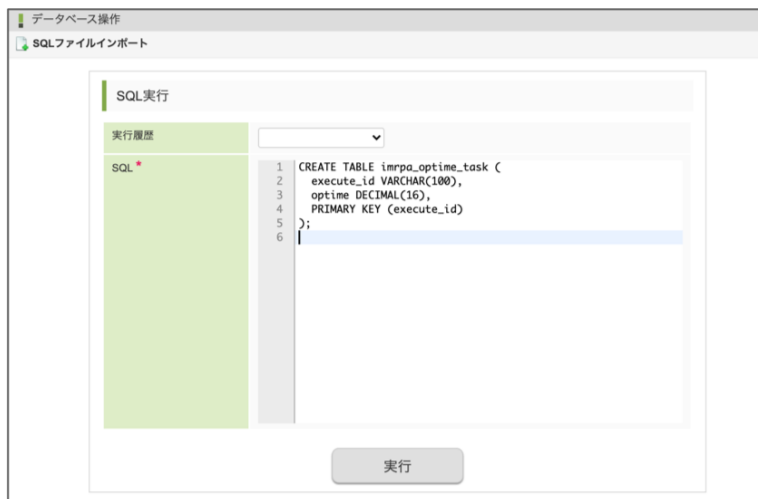 データベース操作
SQLファイルインポート
SQL実行
実行履歴
SQL *
1 CREATE TABLE imrpa_optime_task (
2 execute_id VARCHAR(100),
3 optime DECIMAL(16),
4 PRIMARY KEY (execute_id)
5 );
6
実行